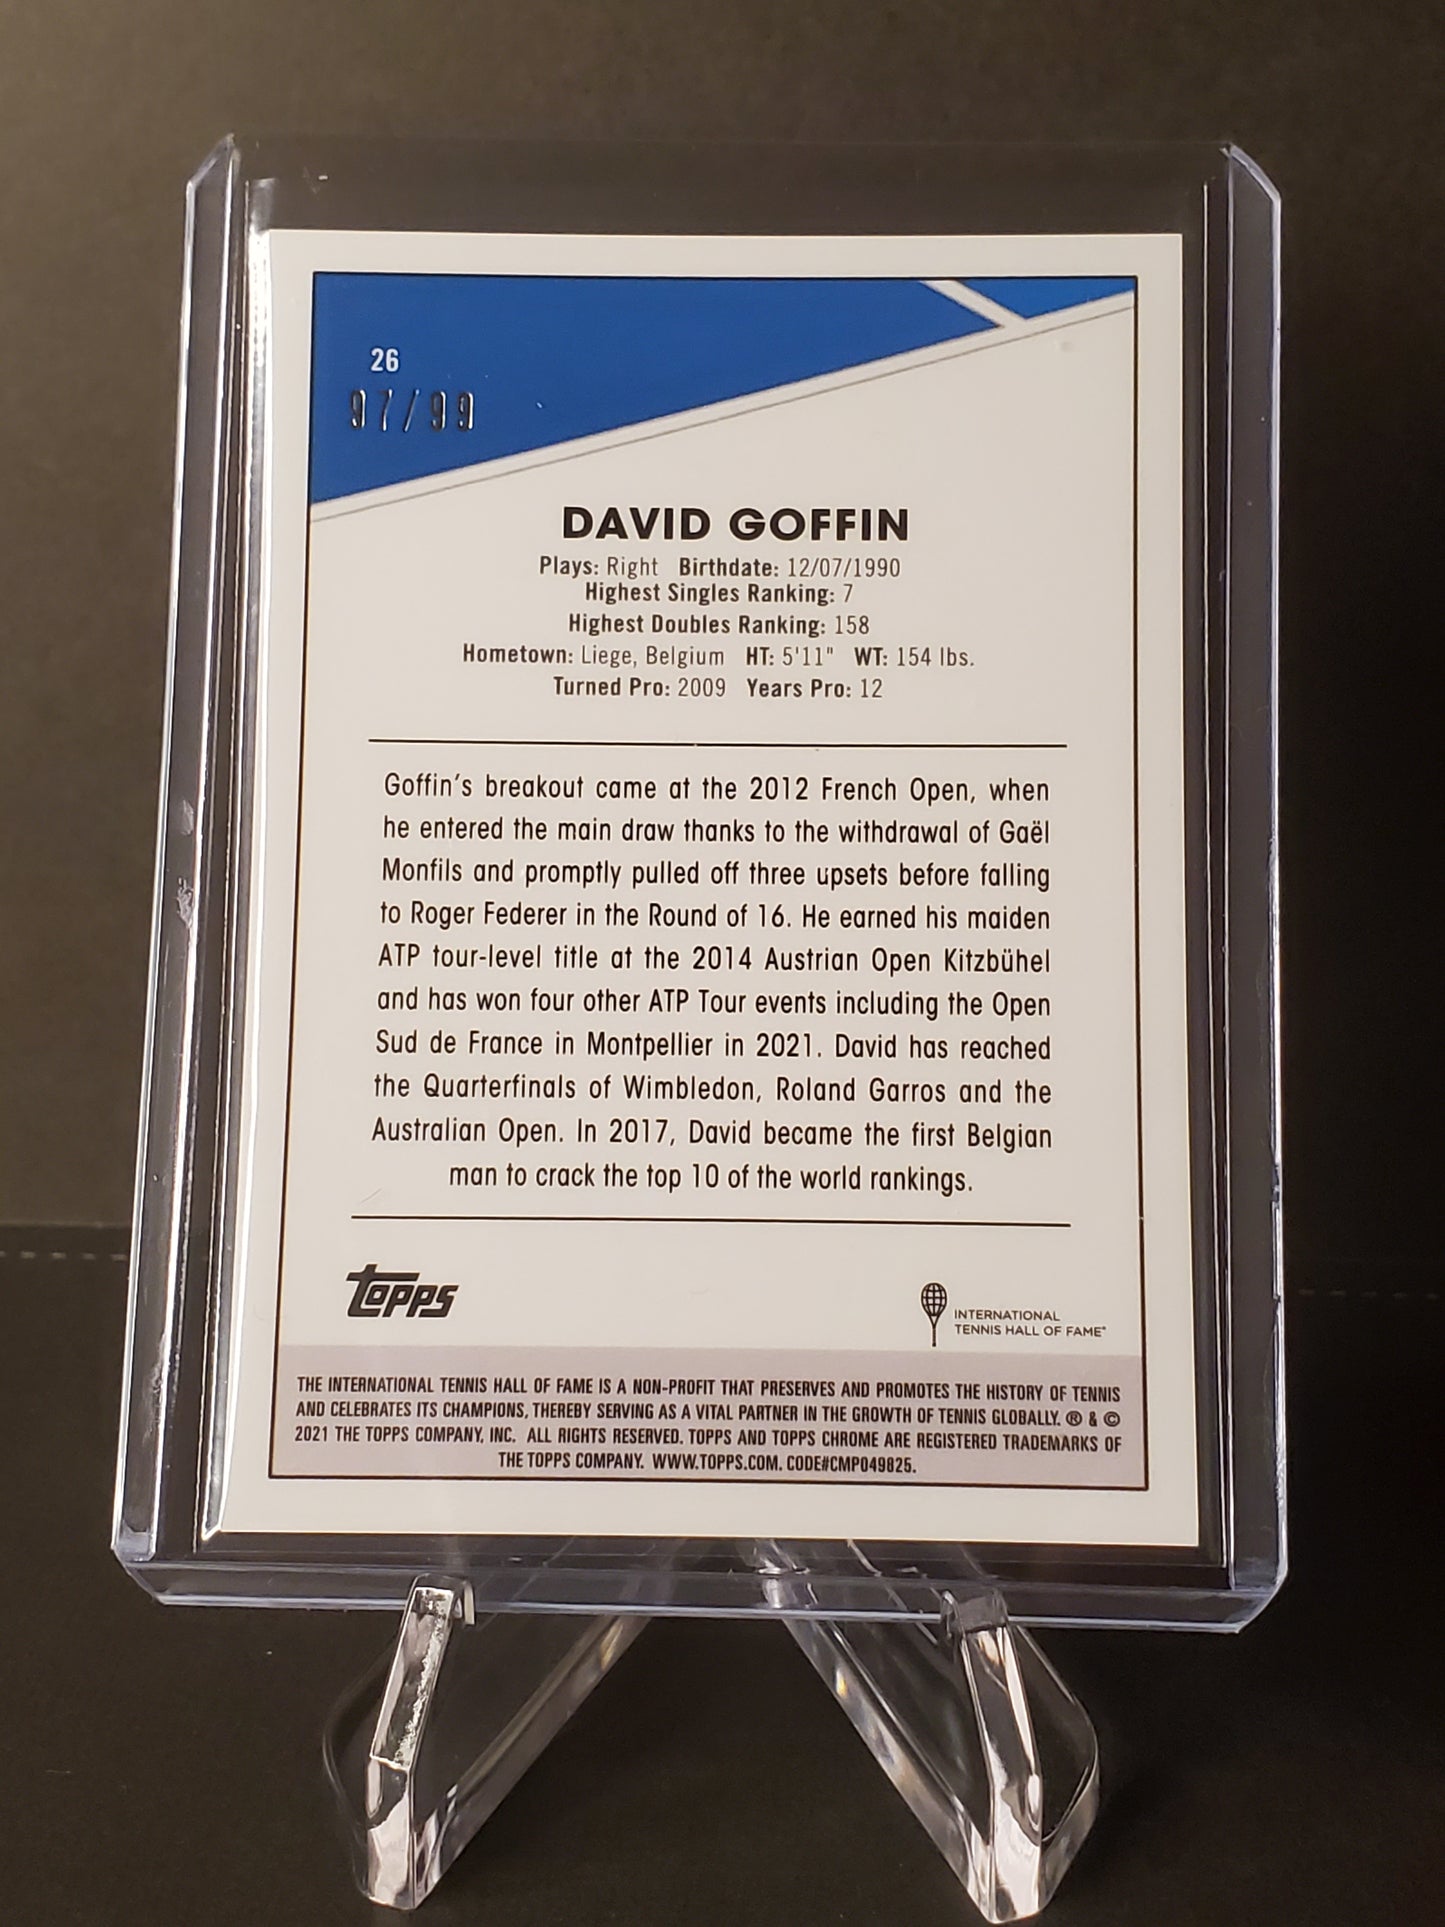 26
97/99
DAVID GOFFIN
Plays: Right Birthdate: 12/07/1990
Highest Singles Ranking: 7
Highest Doubles Ranking: 158
Hometown: Liege, Belgium HT: 5'11" WT: 154 lbs.
Turned Pro: 2009 Years Pro: 12
Goffin's breakout came at the 2012 French Open, when
he entered the main draw thanks to the withdrawal of Gaël
Monfils and promptly pulled off three upsets before falling
to Roger Federer in the Round of 16. He earned his maiden
ATP tour-level title at the 2014 Austrian Open Kitzbühel
and has won four other ATP Tour events including the Open
Sud de France in Montpellier in 2021. David has reached
the Quarterfinals of Wimbledon, Roland Garros and the
Australian Open. In 2017, David became the first Belgian
man to crack the top 10 of the world rankings.
Topps
INTERNATIONAL
TENNIS HALL OF FAME®
THE INTERNATIONAL TENNIS HALL OF FAME IS A NON-PROFIT THAT PRESERVES AND PROMOTES THE HISTORY OF TENNIS
AND CELEBRATES ITS CHAMPIONS, THEREBY SERVING AS A VITAL PARTNER IN THE GROWTH OF TENNIS GLOBALLY. ® & ©
2021 THE TOPPS COMPANY, INC. ALL RIGHTS RESERVED. TOPPS AND TOPPS CHROME ARE REGISTERED TRADEMARKS OF
THE TOPPS COMPANY. WWW.TOPPS.COM. CODE#CMP049825.